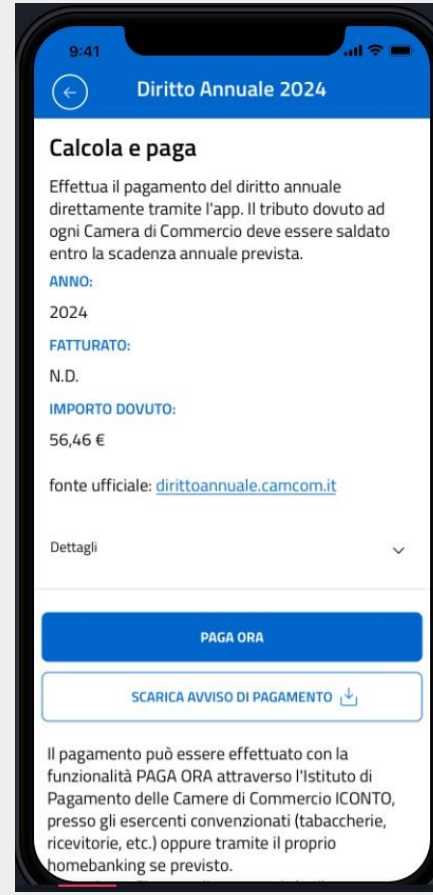 9:41
Diritto Annuale 2024
Calcola e paga
Effettua il pagamento del diritto annuale
direttamente tramite l'app. Il tributo dovuto ad
ogni Camera di Commercio deve essere saldato
entro la scadenza annuale prevista.
ANNO:
2024
FATTURATO:
N.D.
IMPORTO DOVUTO:
56,46 €
fonte ufficiale: dirittoannuale.camcom.it
Dettagli
PAGA ORA
SCARICA AVVISO DI PAGAMENTO
Il pagamento può essere effettuato con la
funzionalità PAGA ORA attraverso l'Istituto di
Pagamento delle Camere di Commercio ICONTO,
presso gli esercenti convenzionati (tabaccherie,
ricevitorie, etc.) oppure tramite il proprio
homebanking se previsto.